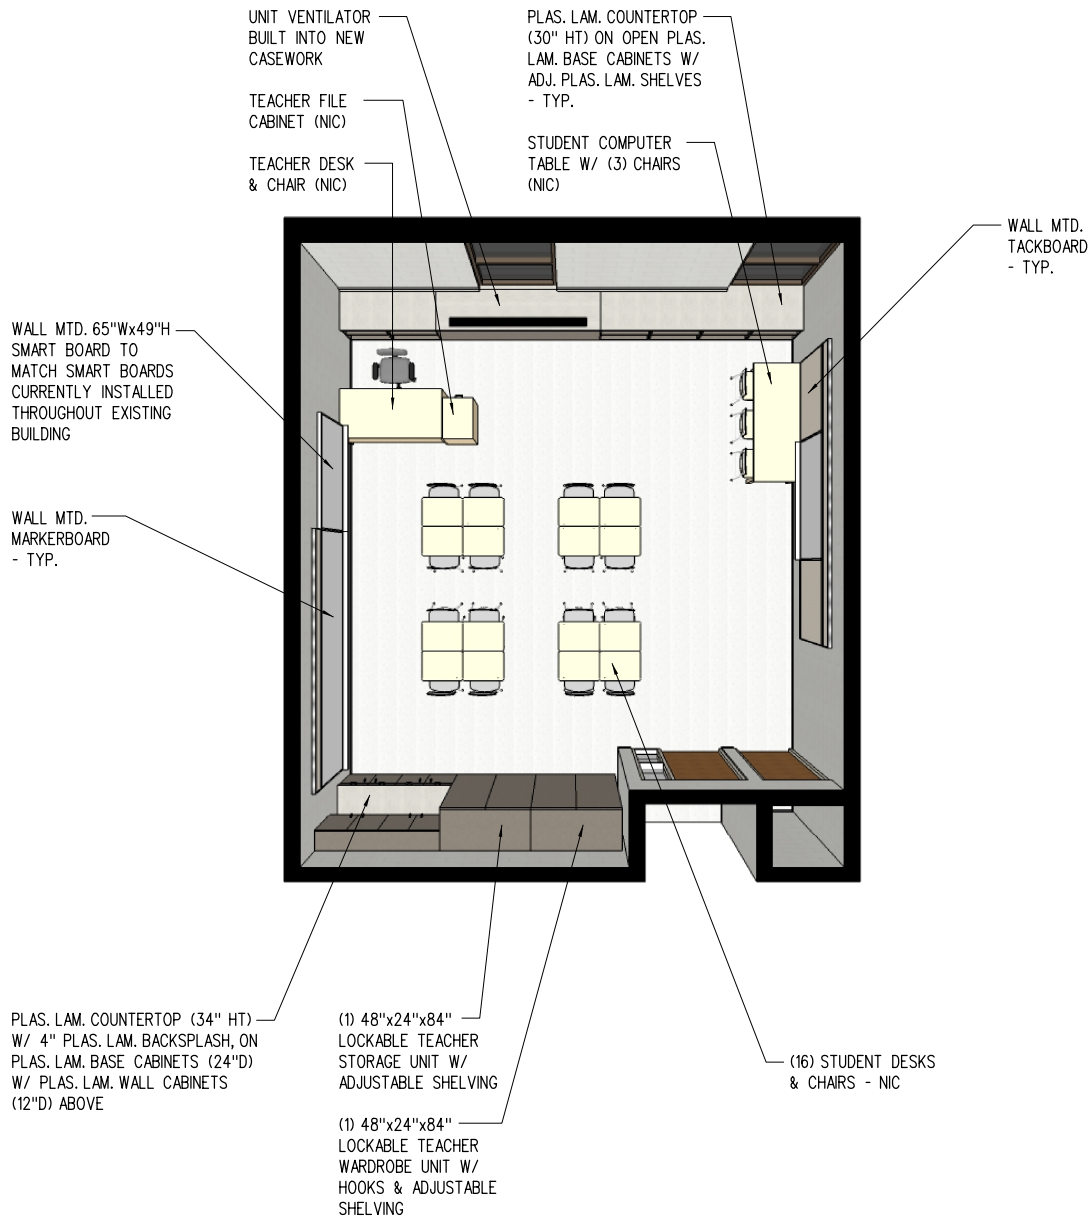 UNIT VENTILATOR
BUILT INTO NEW
CASEWORK
TEACHER FILE
CABINET (NIC)
TEACHER DESK
& CHAIR (NIC)
PLAS. LAM. COUNTERTOP
(30" HT) ON OPEN PLAS.
LAM. BASE CABINETS W/
ADJ. PLAS. LAM. SHELVES
- TYP.
STUDENT COMPUTER
TABLE W/ (3) CHAIRS
(NIC)
WALL MTD.
TACKBOARD
- TYP.
WALL MTD. 65"Wx49"H
SMART BOARD TO
MATCH SMART BOARDS
CURRENTLY INSTALLED
THROUGHOUT EXISTING
BUILDING
WALL MTD.
MARKERBOARD
- TYP.
PLAS. LAM. COUNTERTOP (34" HT)
W/ 4" PLAS. LAM. BACKSPLASH, ON
PLAS. LAM. BASE CABINETS (24"D)
W/ PLAS. LAM. WALL CABINETS
(12"D) ABOVE
(1) 48"x24"x84"
LOCKABLE TEACHER
STORAGE UNIT W/
ADJUSTABLE SHELVING
(1) 48"x24"x84"
LOCKABLE TEACHER
WARDROBE UNIT W/
HOOKS & ADJUSTABLE
SHELVING
(16) STUDENT DESKS
& CHAIRS - NIC